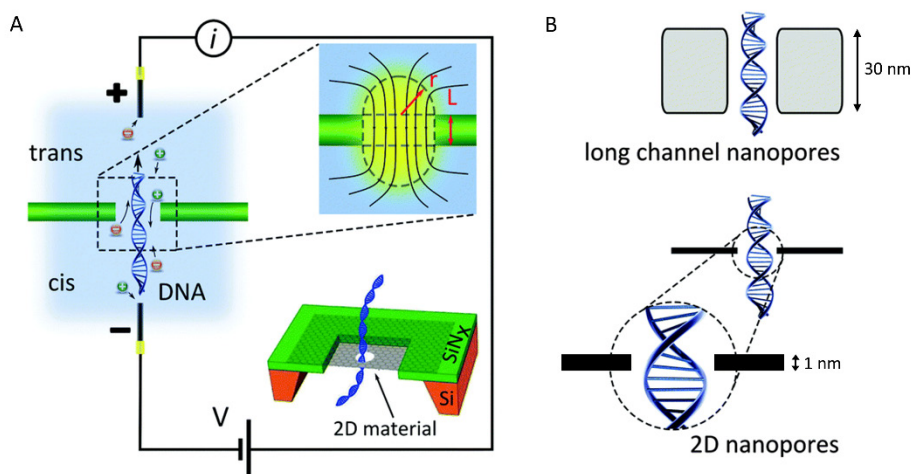 A
i
+
r
L
trans
cis
DNA
−
V
SiNx
Si
2D material
B
30 nm
long channel nanopores
1 nm
2D nanopores